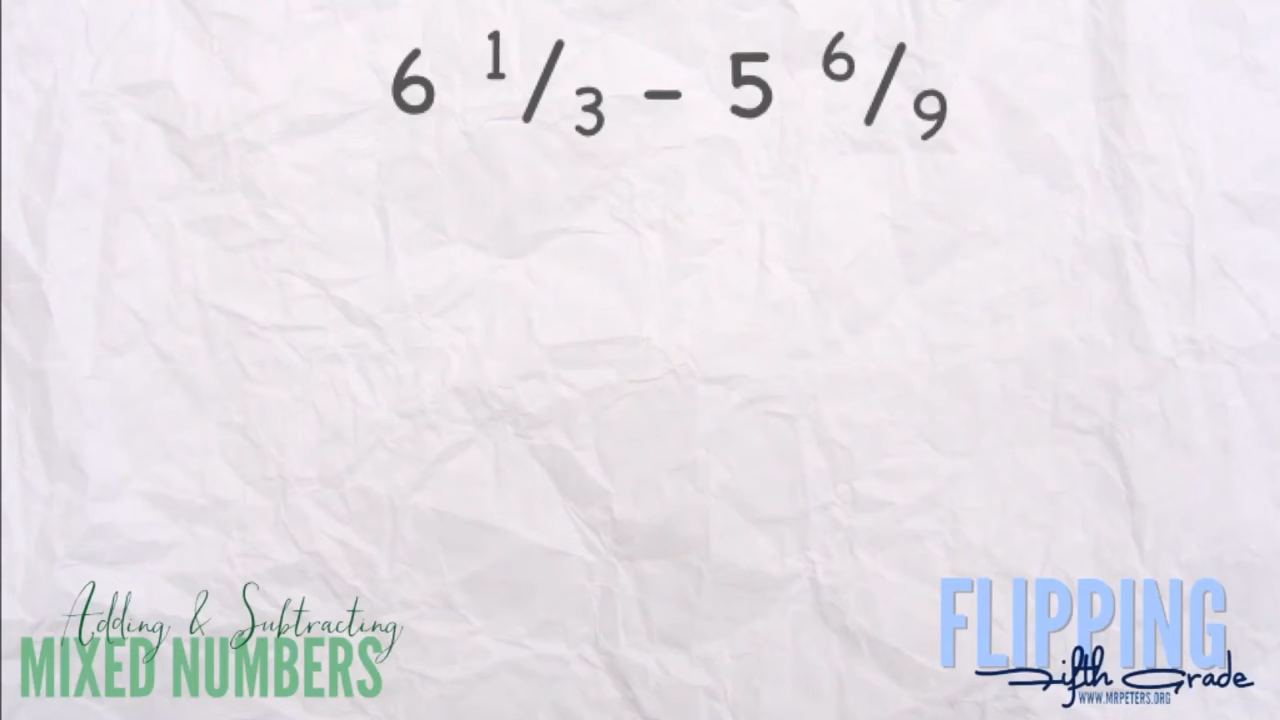 6 1/3 - 5 6/9
Adding & Subtracting
MIXED NUMBERS
FLIPPING
Fifth Grade
WWW.MRPETERS.ORG